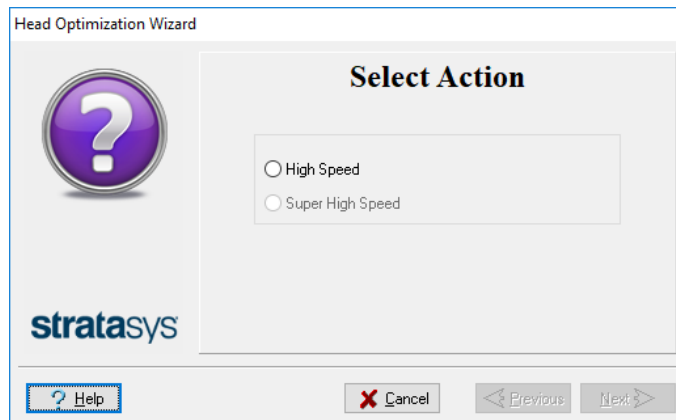 Head Optimization Wizard
Select Action
High Speed
Super High Speed
stratasys
? Help
Cancel
Previous
Next